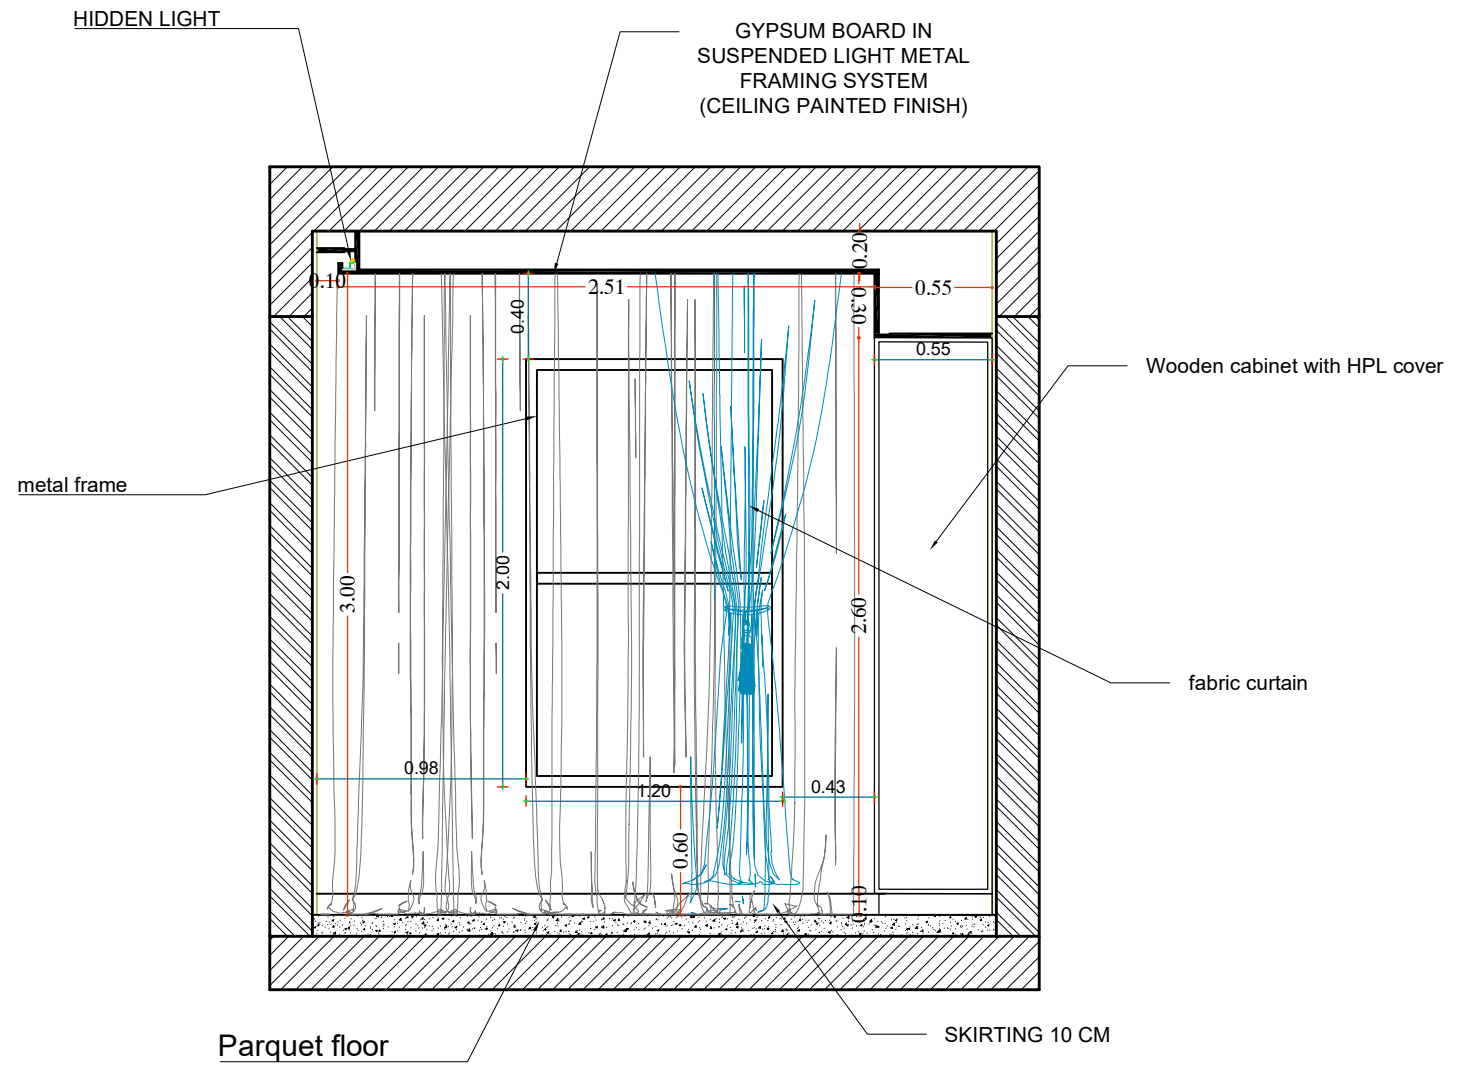 HIDDEN LIGHT
GYPSUM BOARD IN
SUSPENDED LIGHT METAL
FRAMING SYSTEM
(CEILING PAINTED FINISH)
0.20
0.10
2.51
0.30
0.55
0.40
0.55
Wooden cabinet with HPL cover
metal frame
2.00
3.00
2.60
fabric curtain
0.98
1.20
0.43
0.60
0.10
SKIRTING 10 CM
Parquet floor